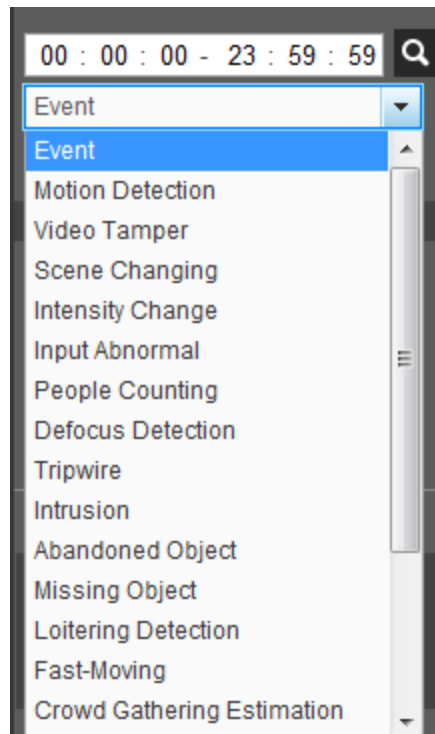 00 : 00 : 00 - 23 : 59 : 59
Event
Event
Motion Detection
Video Tamper
Scene Changing
Intensity Change
Input Abnormal
People Counting
Defocus Detection
Tripwire
Intrusion
Abandoned Object
Missing Object
Loitering Detection
Fast-Moving
Crowd Gathering Estimation